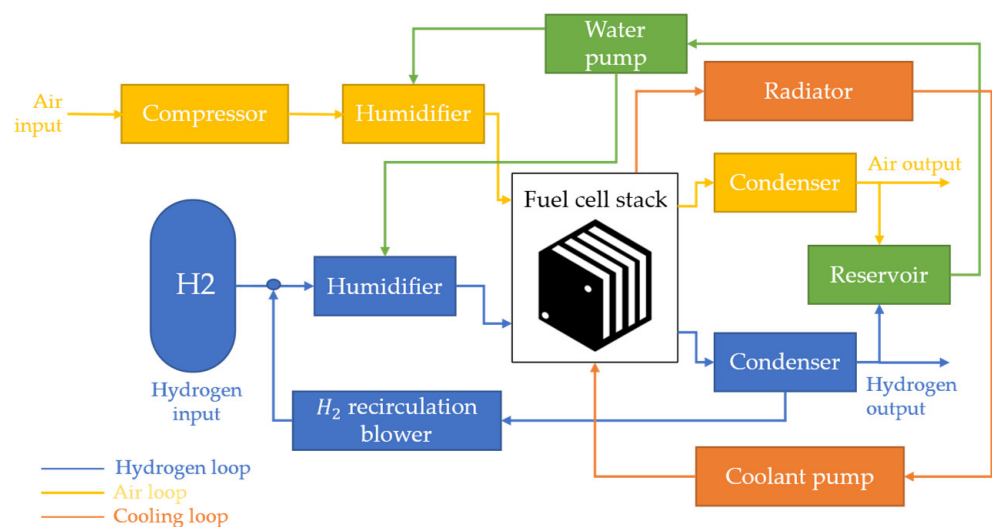 Water
pump
Radiator
Air
input
Compressor
Humidifier
Fuel cell stack
Condenser
Air output
H2
Humidifier
Reservoir
Condenser
Hydrogen
input
H₂ recirculation
blower
Hydrogen
output
Hydrogen loop
Air loop
Cooling loop
Coolant pump